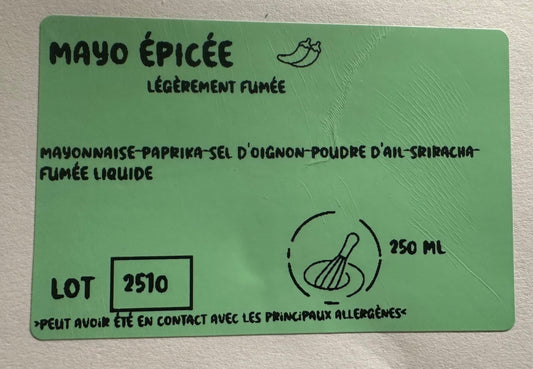 MAYO ÉPICÉE
LÉGÈREMENT FUMÉE
MAYONNAISE-PAPRIKA-SEL D'OIGNON-POUDRE D'AIL-SRIRACHA-
FUMÉE LIQUIDE
250 ML
LOT 2510
>PEUT AVOIR ÉTÉ EN CONTACT AVEC LES PRINCIPAUX ALLERGÈNES<